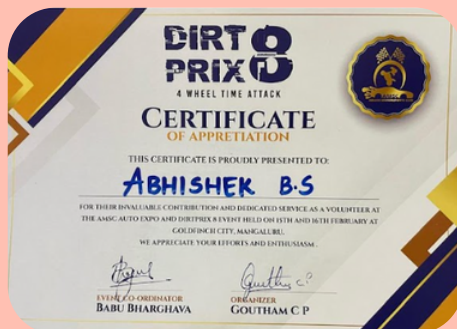 DIRT 8
PRIX
4 WHEEL TIME ATTACK
CERTIFICATE
OF APPRETIATION
THIS CERTIFICATE IS PROUDLY PRESENTED TO:
ABHISHEK B.S
FOR THEIR INVALUABLE CONTRIBUTION AND DEDICATED SERVICE AS A VOLUNTEER AT
THE AMSC AUTO EXPO AND DIRTPRIX 8 EVENT HELD ON 15TH AND 16TH FEBRUARY AT
GOLDFINCH CITY, MANGALURU.
WE APPRECIATE YOUR EFFORTS AND ENTHUSIASM .
Goutham C P
EVENT CO-ORDINATOR
BABU BHARGHAVA
ORGANIZER
GOUTHAM C P